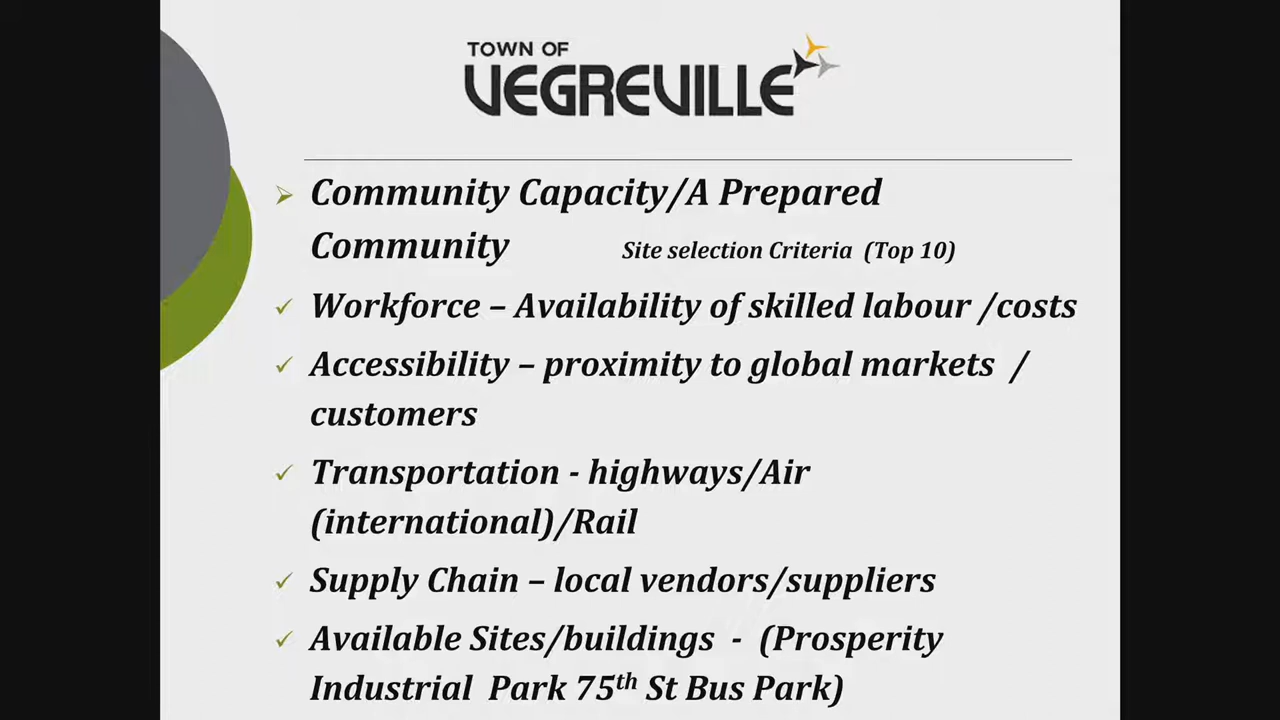 TOWN OF
VEGREVILLE
Community Capacity/A Prepared
Community Site selection Criteria (Top 10)
Workforce – Availability of skilled labour /costs
Accessibility – proximity to global markets /
customers
Transportation - highways/Air
(international)/Rail
Supply Chain – local vendors/suppliers
Available Sites/buildings - (Prosperity
Industrial Park 75th St Bus Park)